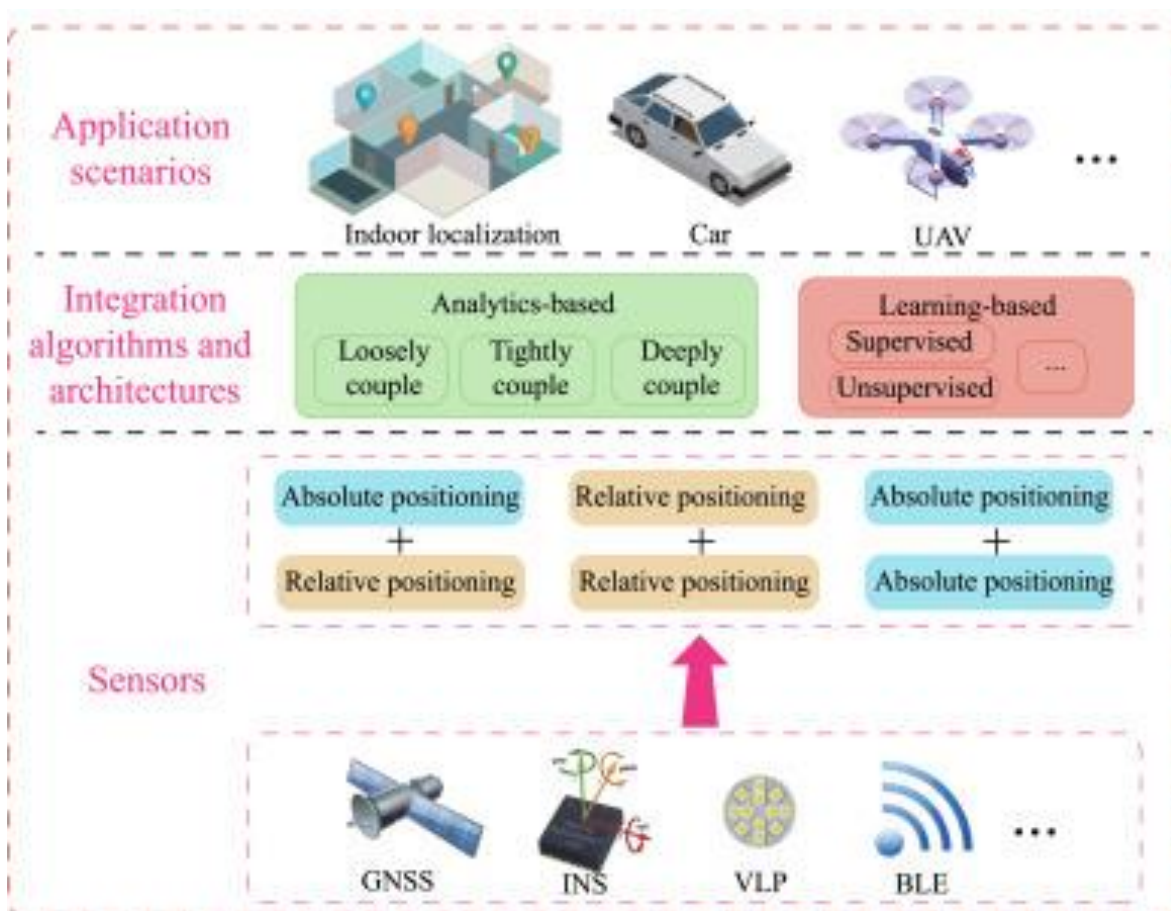 Application
scenarios
Indoor localization
Car
UAV
...
Integration
algorithms and
architectures
Analytics-based
Loosely
couple
Tightly
couple
Deeply
couple
Learning-based
Supervised
Unsupervised
...
Sensors
Absolute positioning
+
Relative positioning
Relative positioning
+
Relative positioning
Absolute positioning
+
Absolute positioning
GNSS
INS
VLP
BLE
...